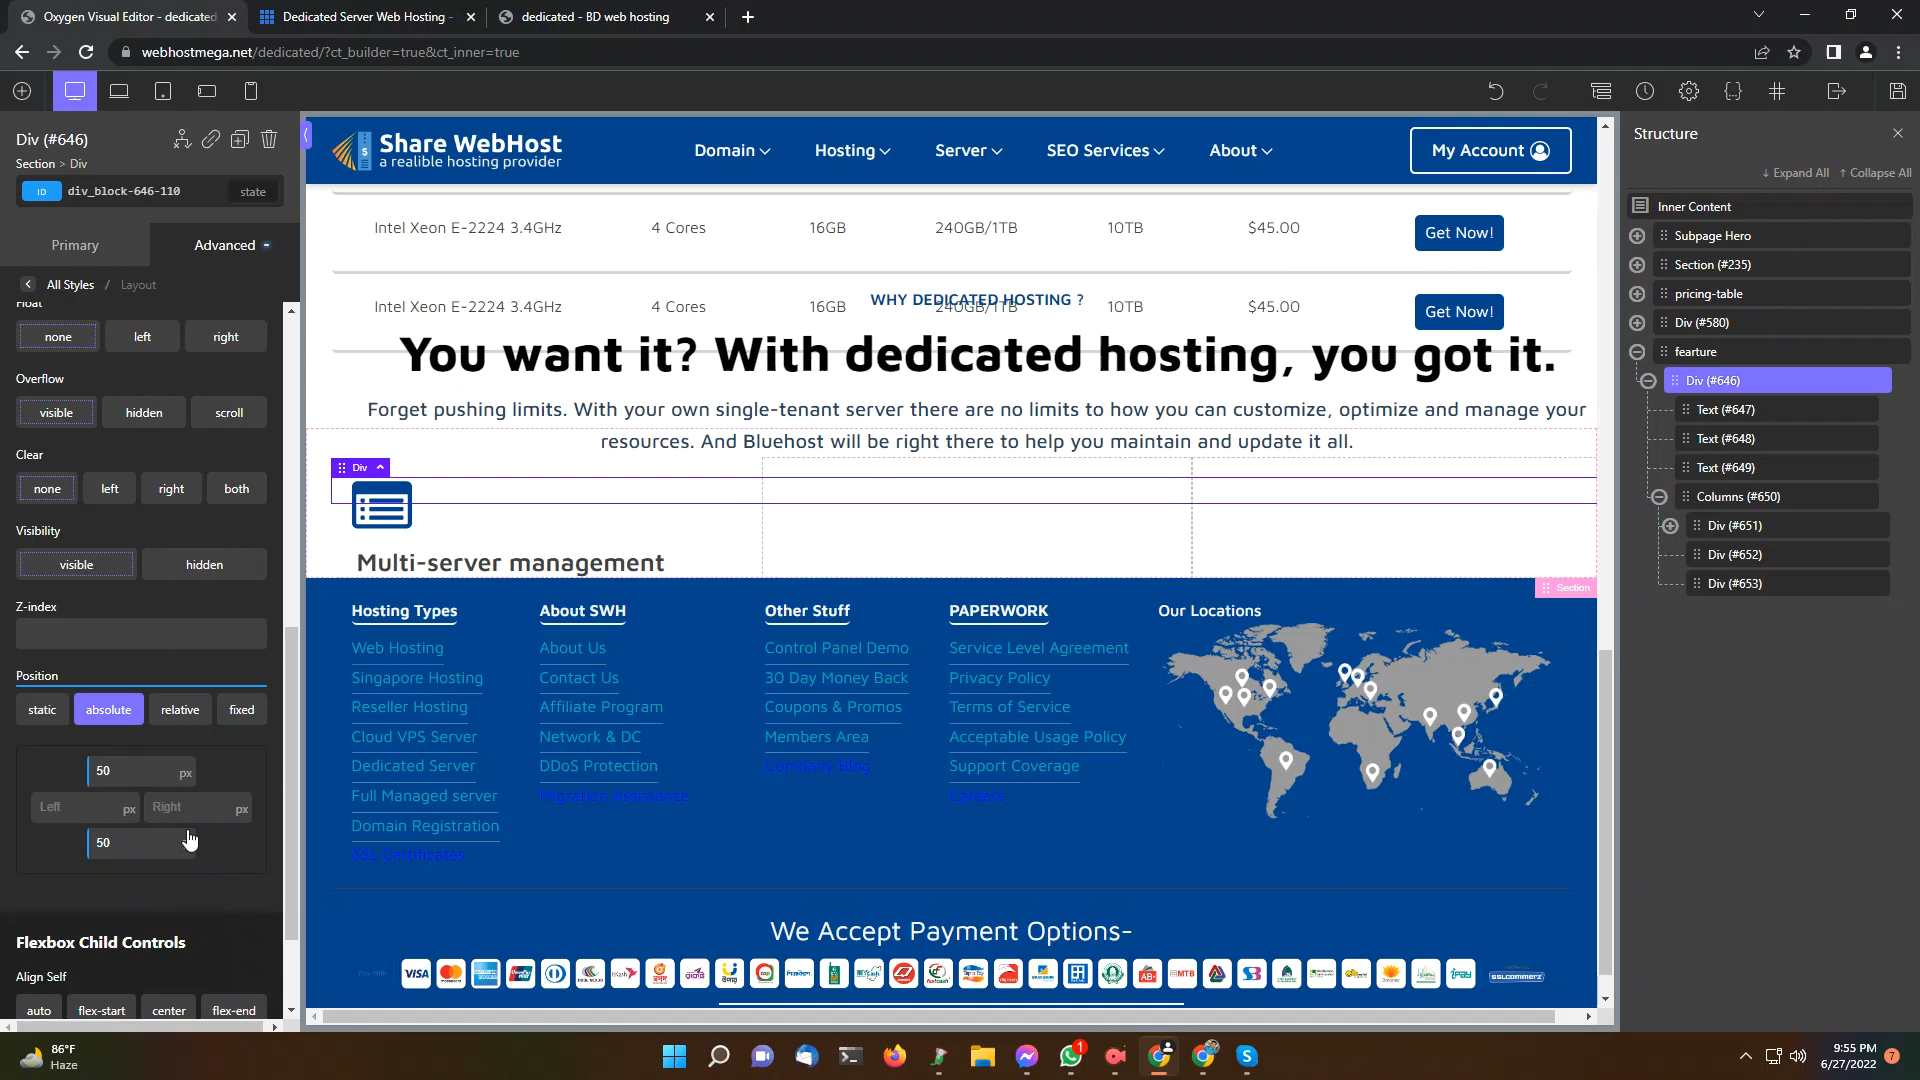 Oxygen Visual Editor - dedicated
Dedicated Server Web Hosting -
dedicated - BD web hosting
webhostmega.net/dedicated/?ct_builder=true&ct_inner=true
Div (#646)
Section > Div
ID
div_block-646-110
state
Primary
Advanced
All Styles / Layout
Float
none
left
right
Overflow
visible
hidden
scroll
Clear
none
left
right
both
Visibility
visible
hidden
Z-index
Position
static
absolute
relative
fixed
50 px
Left px
Right px
50
Flexbox Child Controls
Align Self
auto
flex-start
center
flex-end
Share WebHost
a realible hosting provider
Domain
Hosting
Server
SEO Services
About
My Account
Intel Xeon E-2224 3.4GHz 4 Cores 16GB 240GB/1TB 10TB $45.00 Get Now!
Intel Xeon E-2224 3.4GHz 4 Cores 16GB 240GB/1TB 10TB $45.00 Get Now!
WHY DEDICATED HOSTING ?
You want it? With dedicated hosting, you got it.
Forget pushing limits. With your own single-tenant server there are no limits to how you can customize, optimize and manage your
resources. And Bluehost will be right there to help you maintain and update it all.
Div
Multi-server management
Section
Hosting Types
Web Hosting
Singapore Hosting
Reseller Hosting
Cloud VPS Server
Dedicated Server
Full Managed server
Domain Registration
SSL Certificates
About SWH
About Us
Contact Us
Affiliate Program
Network & DC
DDoS Protection
Migration Assistance
Other Stuff
Control Panel Demo
30 Day Money Back
Coupons & Promos
Members Area
Company Blog
PAPERWORK
Service Level Agreement
Privacy Policy
Terms of Service
Acceptable Usage Policy
Support Coverage
Careers
Our Locations
We Accept Payment Options-
VISA
Structure
Expand All
Collapse All
Inner Content
Subpage Hero
Section (#235)
pricing-table
Div (#580)
fearture
Div (#646)
Text (#647)
Text (#648)
Text (#649)
Columns (#650)
Div (#651)
Div (#652)
Div (#653)
86°F
Haze
1
9:55 PM
6/27/2022
7